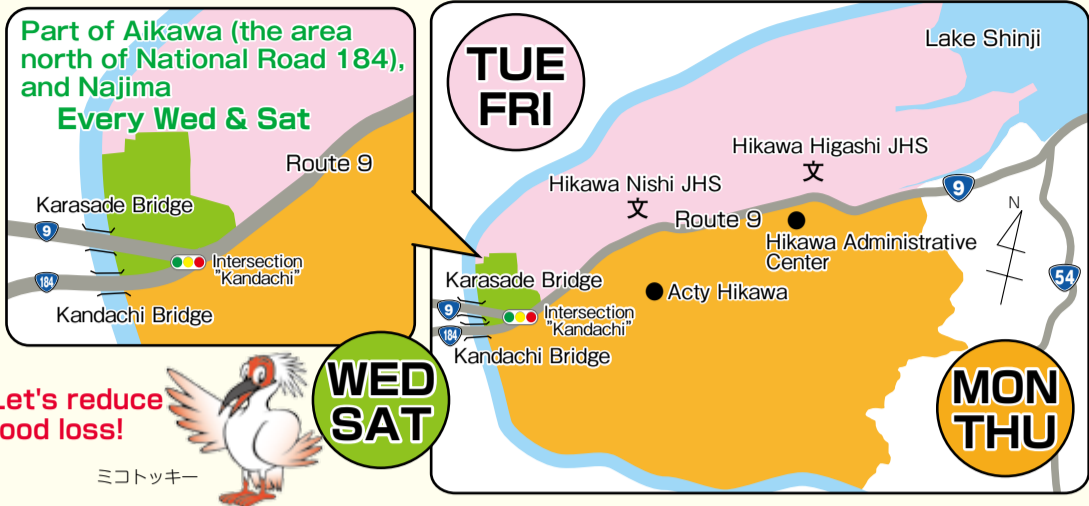 Part of Aikawa (the area
north of National Road 184),
and Najima
Every Wed & Sat
Route 9
Karasade Bridge
9
Intersection
"Kandachi"
184
Kandachi Bridge
TUE
FRI
Lake Shinji
Hikawa Higashi JHS
文
Hikawa Nishi JHS
文
9
Route 9
Hikawa Administrative
Center
N
54
Karasade Bridge
Acty Hikawa
9
Intersection
"Kandachi"
184
Kandachi Bridge
WED
SAT
MON
THU
Let's reduce
ood loss!
ミコトッキー